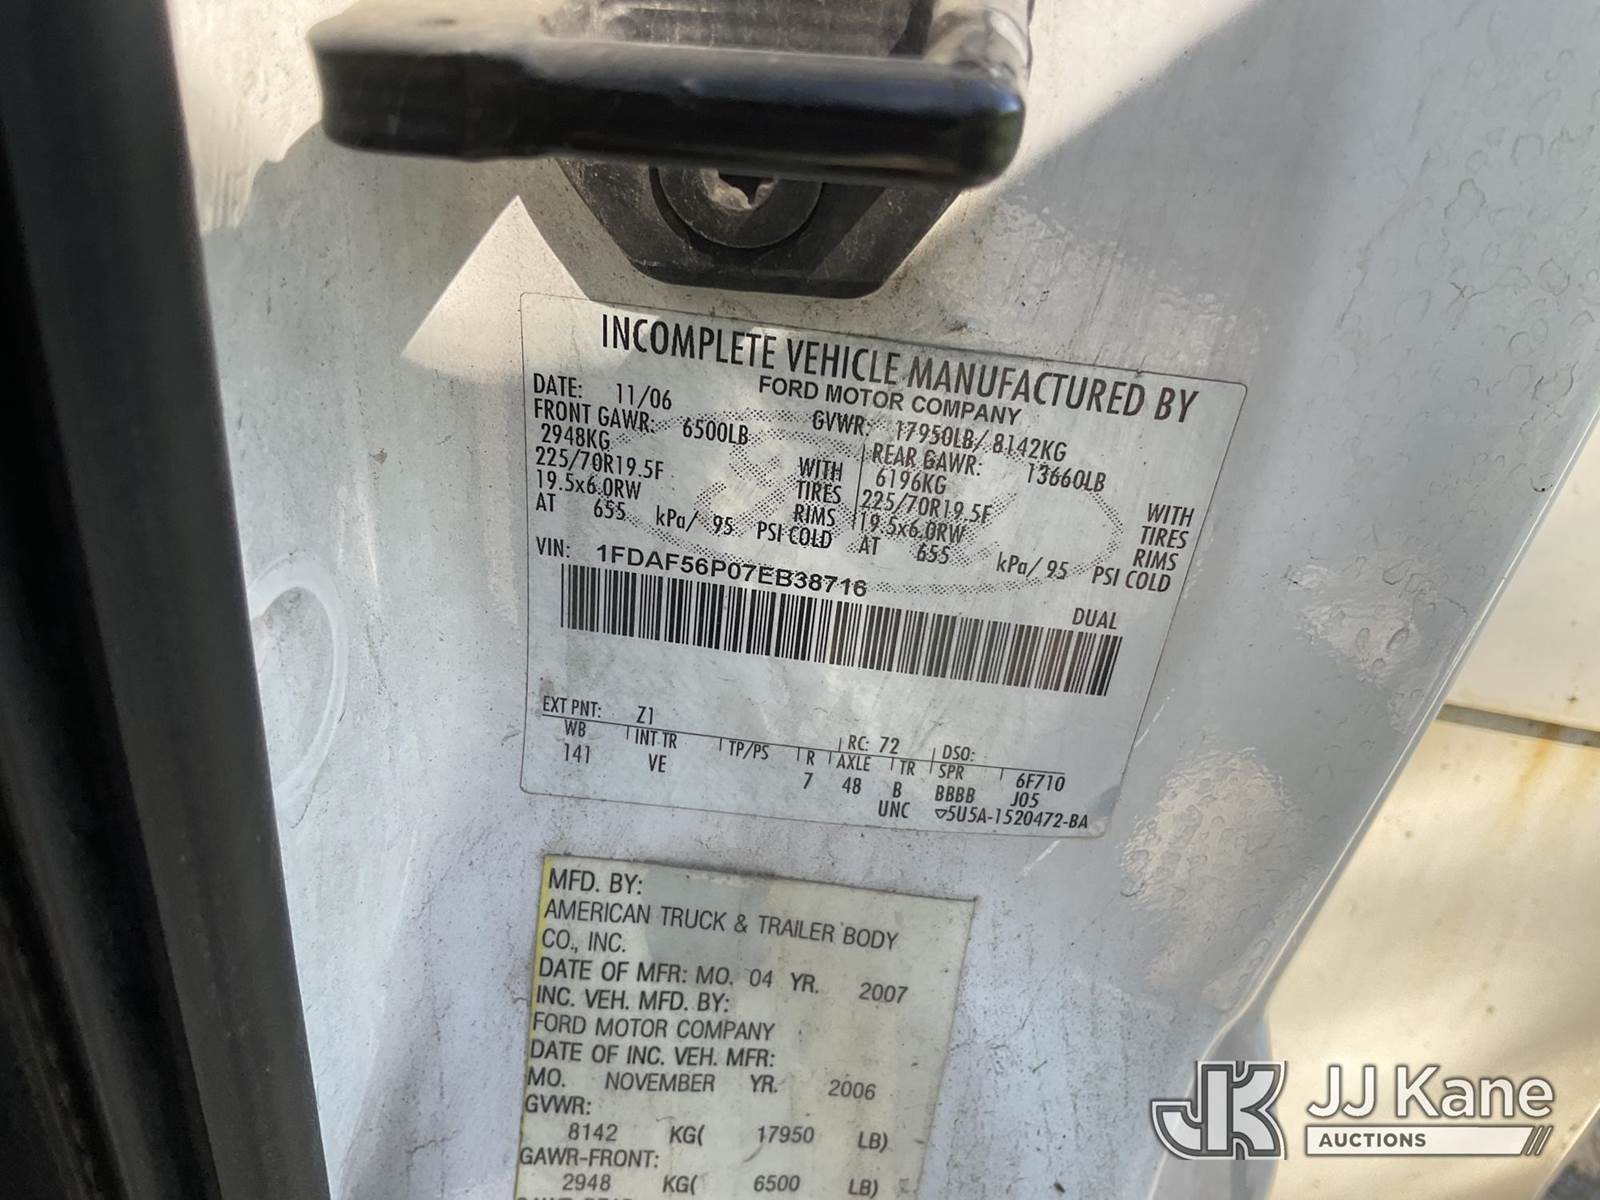 INCOMPLETE VEHICLE MANUFACTURED BY
FORD MOTOR COMPANY
DATE: 11/06 GVWR: 17950LB/ 8142KG
FRONT GAWR: 6500LB REAR GAWR: 13660LB
2948KG WITH 6196KG WITH
225/70R19.5F TIRES 225/70R19.5F TIRES
19.5x6.0RW RIMS 19.5x6.0RW RIMS
AT 655 kPa/ 95 PSI COLD AT 655 kPa/ 95 PSI COLD
VIN: 1FDAF56P07EB38716
DUAL
EXT PNT: Z1 RC: 72 DSO:
WB INT TR TP/PS R AXLE TR SPR 6F710
141 VE 7 48 B BBBB J05
UNC 5U5A-1520472-BA
MFD. BY:
AMERICAN TRUCK & TRAILER BODY
CO., INC.
DATE OF MFR: MO. 04 YR. 2007
INC. VEH. MFD. BY:
FORD MOTOR COMPANY
DATE OF INC. VEH. MFR:
MO. NOVEMBER YR. 2006
GVWR:
8142 KG( 17950 LB)
GAWR-FRONT:
2948 KG( 6500 LB)
JK JJ Kane
AUCTIONS